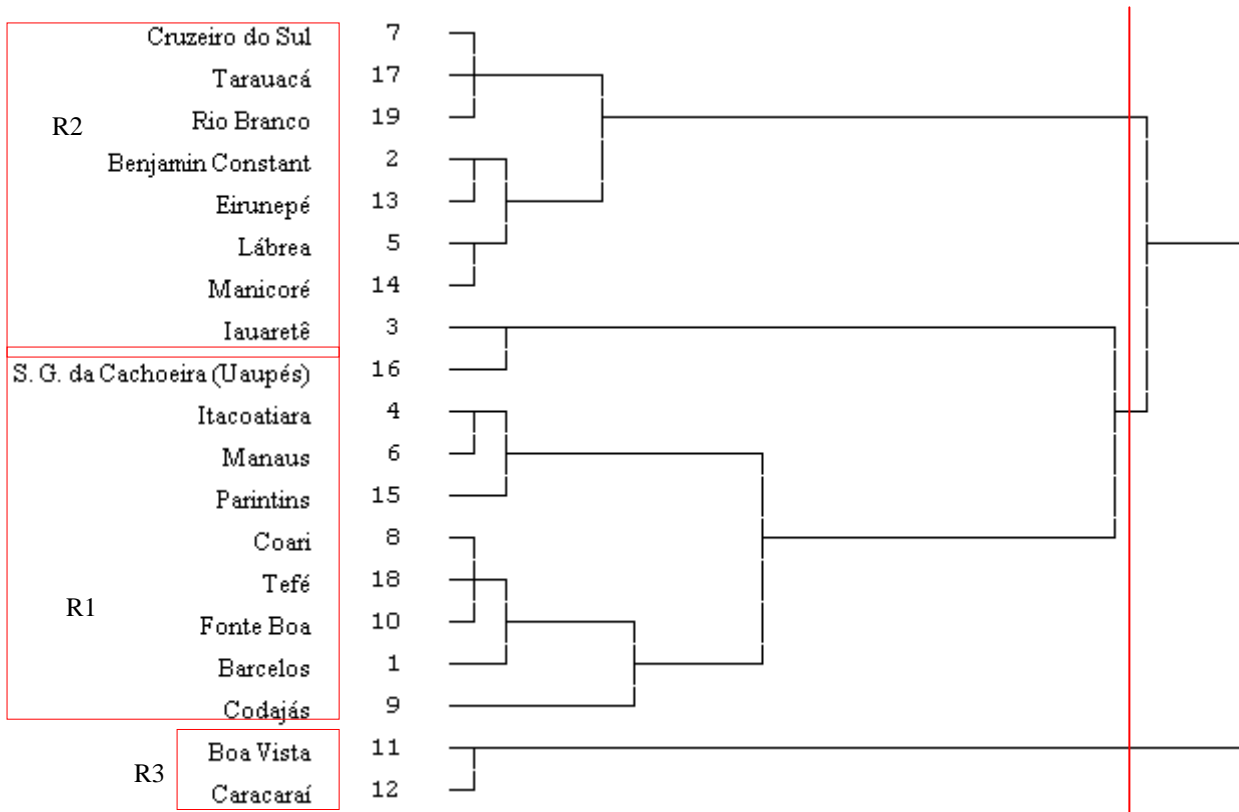 Cruzeiro do Sul 7
Tarauacá 17
R2 Rio Branco 19
Benjamin Constant 2
Eirunepé 13
Lábrea 5
Manicoré 14
Iauaretê 3
S. G. da Cachoeira (Uaupés) 16
Itacoatiara 4
Manaus 6
Parintins 15
Coari 8
Tefé 18
R1 Fonte Boa 10
Barcelos 1
Codajás 9
Boa Vista 11
R3 Caracaraí 12